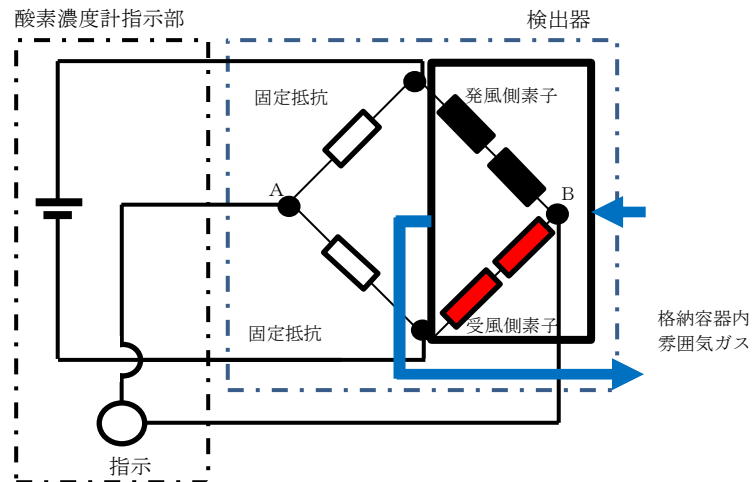 酸素濃度計指示部
検出器
固定抵抗
発風側素子
A
B
固定抵抗
受風側素子
格納容器内
雰囲気ガス
指示